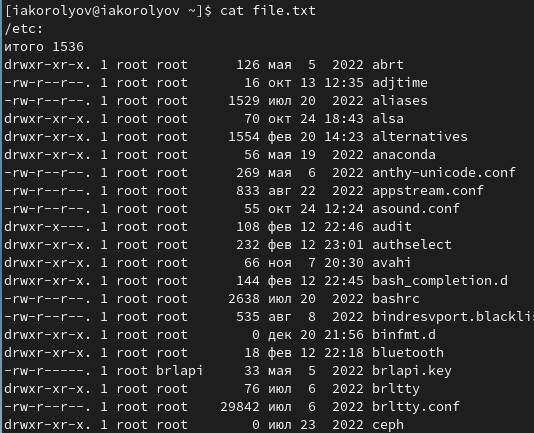 [iakorolyov@iakorolyov ~]$ cat file.txt
/etc:
итого 1536
drwxr-xr-x. 1 root root      126 мая  5  2022 abrt
-rw-r--r--. 1 root root       16 окт 13 12:35 adjtime
-rw-r--r--. 1 root root     1529 июл 20  2022 aliases
drwxr-xr-x. 1 root root       70 окт 24 18:43 alsa
drwxr-xr-x. 1 root root     1554 фев 20 14:23 alternatives
drwxr-xr-x. 1 root root       56 мая 19  2022 anaconda
-rw-r--r--. 1 root root      269 мая  6  2022 anthy-unicode.conf
-rw-r--r--. 1 root root      833 авг 22  2022 appstream.conf
-rw-r--r--. 1 root root       55 окт 24 12:24 asound.conf
drwxr-x---. 1 root root      108 фев 12 22:46 audit
drwxr-xr-x. 1 root root      232 фев 12 23:01 authselect
drwxr-xr-x. 1 root root       66 ноя  7 20:30 avahi
drwxr-xr-x. 1 root root      144 фев 12 22:45 bash_completion.d
-rw-r--r--. 1 root root     2638 июл 20  2022 bashrc
-rw-r--r--. 1 root root      535 авг  8  2022 bindresvport.blacklis
drwxr-xr-x. 1 root root        0 дек 20 21:56 binfmt.d
drwxr-xr-x. 1 root root       18 фев 12 22:18 bluetooth
-rw-r-----. 1 root brlapi     33 мая  5  2022 brlapi.key
drwxr-xr-x. 1 root root       76 июл  6  2022 brltty
-rw-r--r--. 1 root root    29842 июл  6  2022 brltty.conf
drwxr-xr-x. 1 root root        0 июл 23  2022 ceph